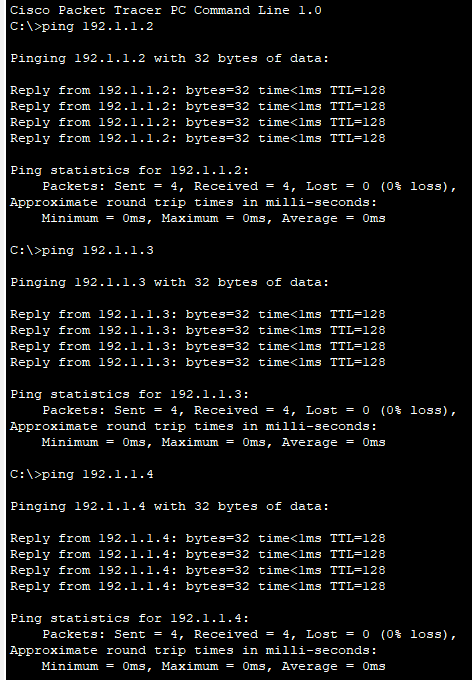 Cisco Packet Tracer PC Command Line 1.0
C:\>ping 192.1.1.2
Pinging 192.1.1.2 with 32 bytes of data:
Reply from 192.1.1.2: bytes=32 time<1ms TTL=128
Reply from 192.1.1.2: bytes=32 time<1ms TTL=128
Reply from 192.1.1.2: bytes=32 time<1ms TTL=128
Reply from 192.1.1.2: bytes=32 time<1ms TTL=128
Ping statistics for 192.1.1.2:
    Packets: Sent = 4, Received = 4, Lost = 0 (0% loss),
Approximate round trip times in milli-seconds:
    Minimum = 0ms, Maximum = 0ms, Average = 0ms
C:\>ping 192.1.1.3
Pinging 192.1.1.3 with 32 bytes of data:
Reply from 192.1.1.3: bytes=32 time<1ms TTL=128
Reply from 192.1.1.3: bytes=32 time<1ms TTL=128
Reply from 192.1.1.3: bytes=32 time<1ms TTL=128
Reply from 192.1.1.3: bytes=32 time<1ms TTL=128
Ping statistics for 192.1.1.3:
    Packets: Sent = 4, Received = 4, Lost = 0 (0% loss),
Approximate round trip times in milli-seconds:
    Minimum = 0ms, Maximum = 0ms, Average = 0ms
C:\>ping 192.1.1.4
Pinging 192.1.1.4 with 32 bytes of data:
Reply from 192.1.1.4: bytes=32 time<1ms TTL=128
Reply from 192.1.1.4: bytes=32 time<1ms TTL=128
Reply from 192.1.1.4: bytes=32 time<1ms TTL=128
Reply from 192.1.1.4: bytes=32 time<1ms TTL=128
Ping statistics for 192.1.1.4:
    Packets: Sent = 4, Received = 4, Lost = 0 (0% loss),
Approximate round trip times in milli-seconds:
    Minimum = 0ms, Maximum = 0ms, Average = 0ms